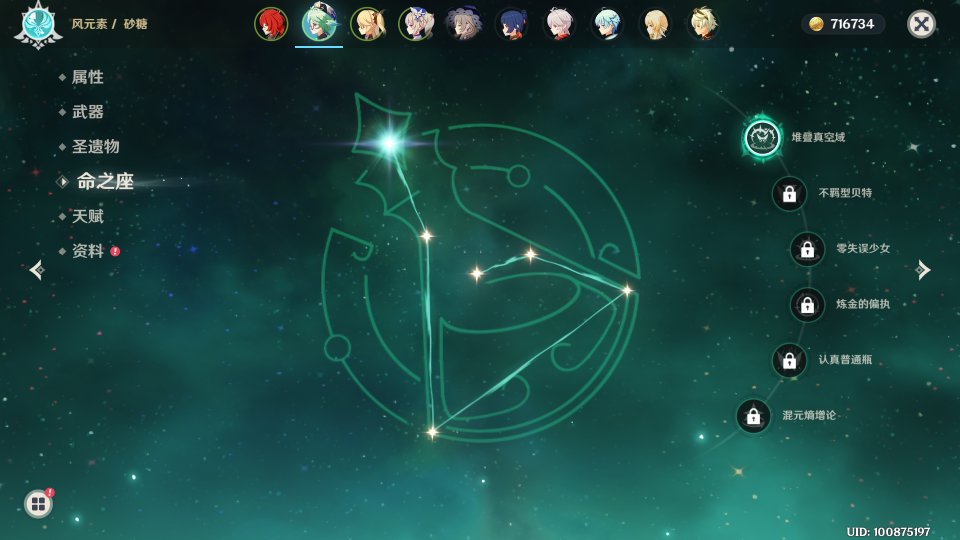 风元素 / 砂糖
716734
属性
武器
圣遗物
命之座
天赋
资料
堆叠真空域
不羁型贝特
零失误少女
炼金的偏执
认真普通瓶
混元熵增论
UID: 100875197